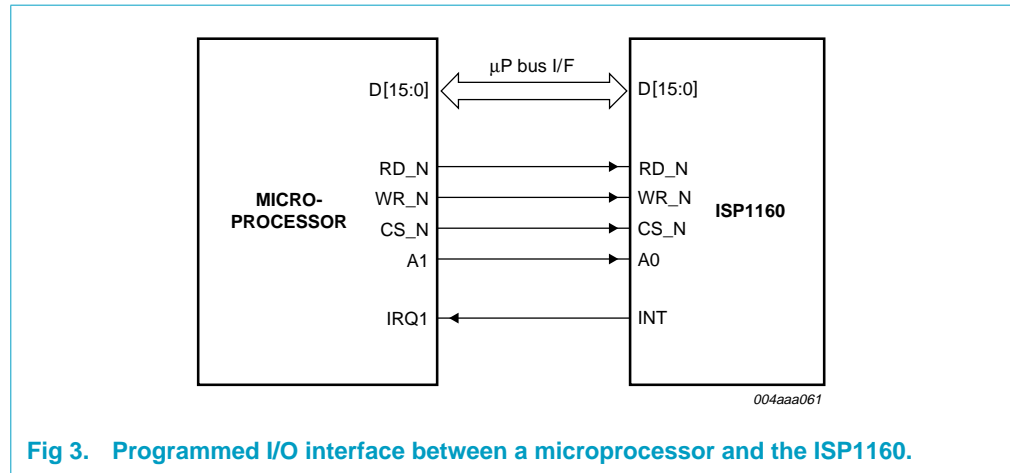 μP bus I/F
D[15:0]
D[15:0]
RD_N
RD_N
WR_N
WR_N
MICRO-
PROCESSOR
ISP1160
CS_N
CS_N
A1
A0
IRQ1
INT
004aaa061
Fig 3. Programmed I/O interface between a microprocessor and the ISP1160.